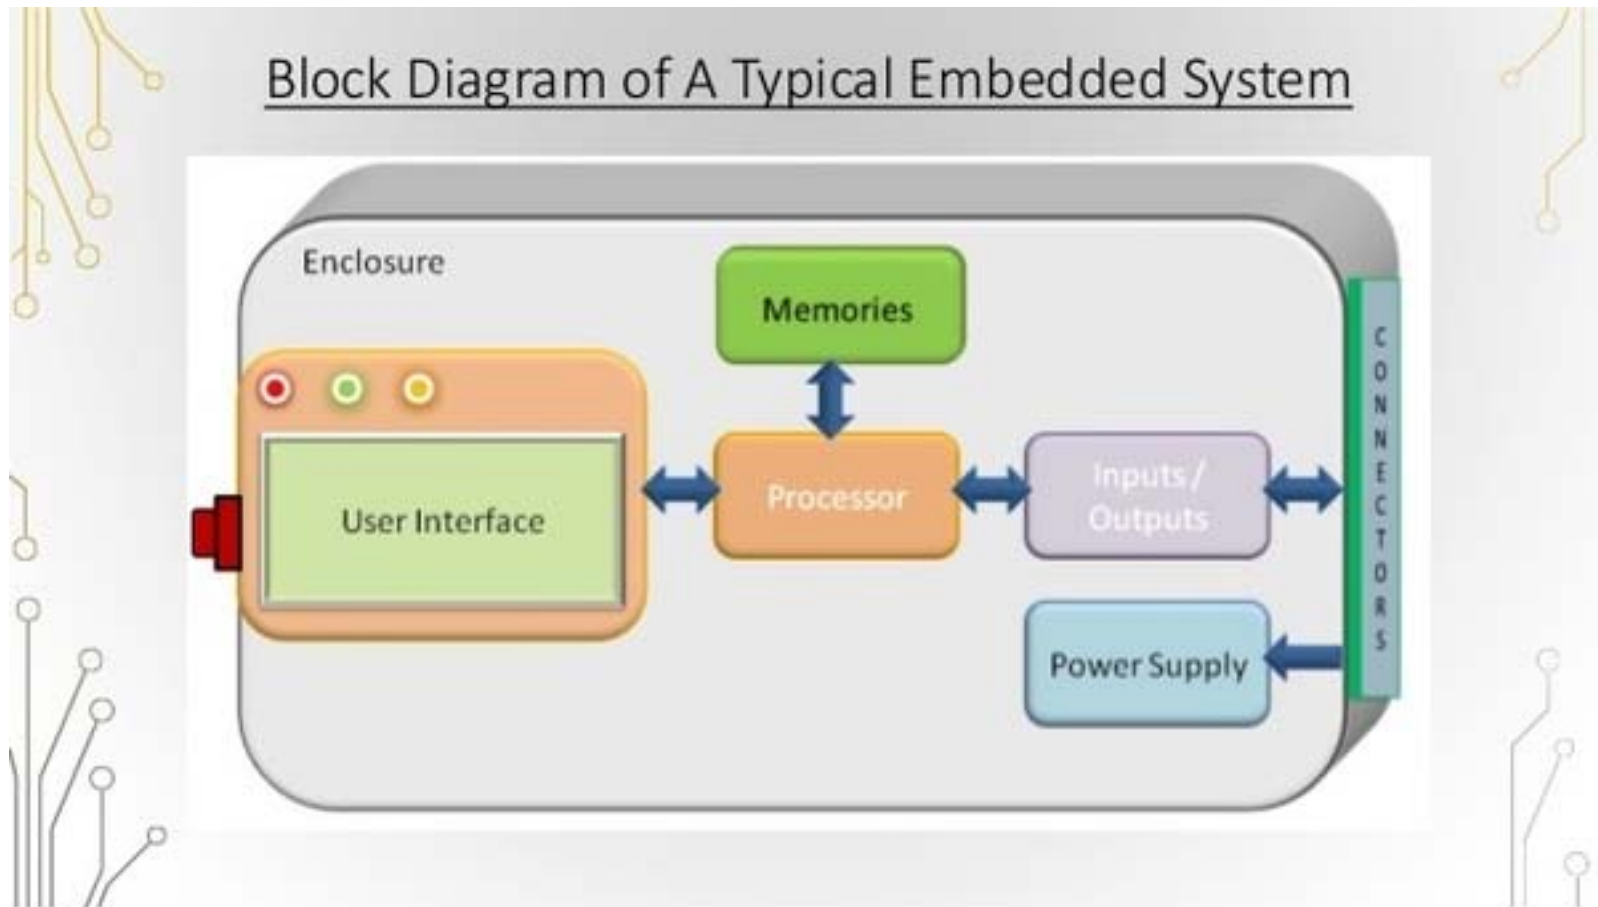 Block Diagram of A Typical Embedded System
Enclosure
Memories
User Interface
Processor
Inputs /
Outputs
Power Supply
CONNECTORS